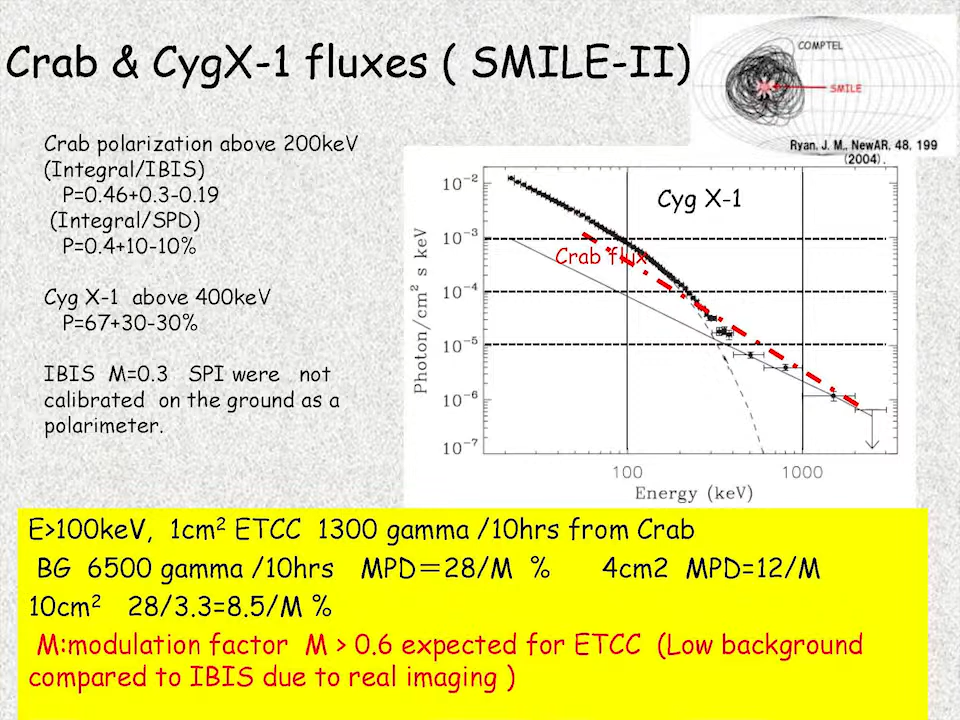 Crab & CygX-1 fluxes ( SMILE-II)
COMPTEL
SMILE
Ryan, J. M., NewAR, 48, 199
(2004).
Crab polarization above 200keV
(Integral/IBIS)
P=0.46+0.3-0.19
(Integral/SPD)
P=0.4+10-10%
Cyg X-1 above 400keV
P=67+30-30%
IBIS M=0.3 SPI were not
calibrated on the ground as a
polarimeter.
Cyg X-1
Crab flux
Photon/cm² s keV
10⁻²
10⁻³
10⁻⁴
10⁻⁵
10⁻⁶
10⁻⁷
100
1000
Energy (keV)
E>100keV, 1cm² ETCC 1300 gamma /10hrs from Crab
BG 6500 gamma /10hrs MPD=28/M % 4cm2 MPD=12/M
10cm² 28/3.3=8.5/M %
M:modulation factor M > 0.6 expected for ETCC (Low background
compared to IBIS due to real imaging )